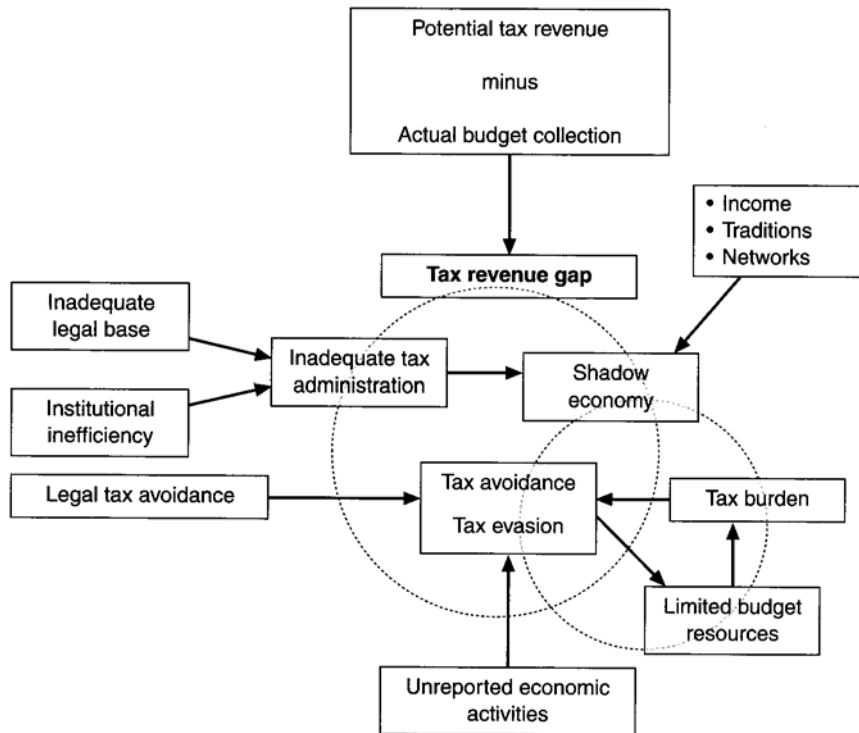 Potential tax revenue
minus
Actual budget collection
• Income
• Traditions
• Networks
Tax revenue gap
Inadequate
legal base
Inadequate tax
administration
Shadow
economy
Institutional
inefficiency
Legal tax avoidance
Tax avoidance
Tax evasion
Tax burden
Limited budget
resources
Unreported economic
activities